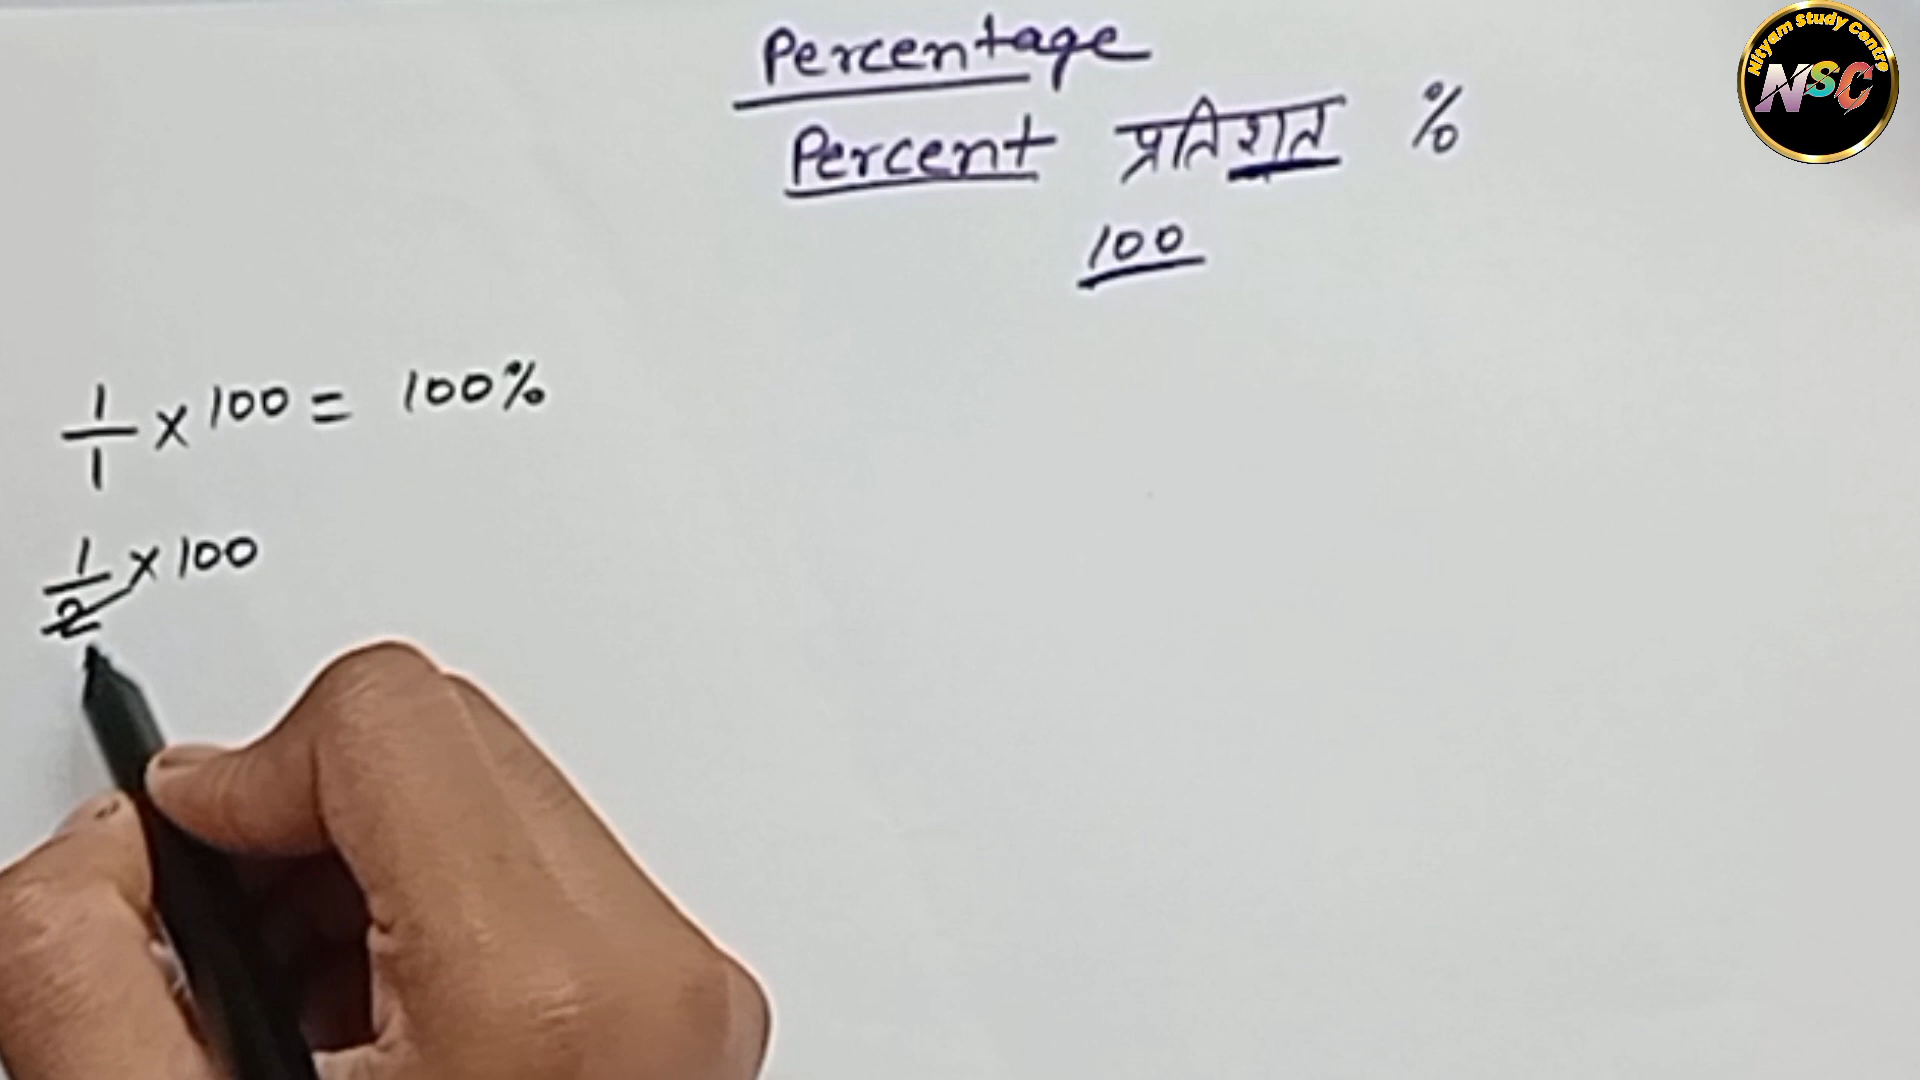 Percentage
Percent प्रतिशत %
100
1/1 × 100 = 100%
1/2 × 100
Nityam Study Centre
NSC